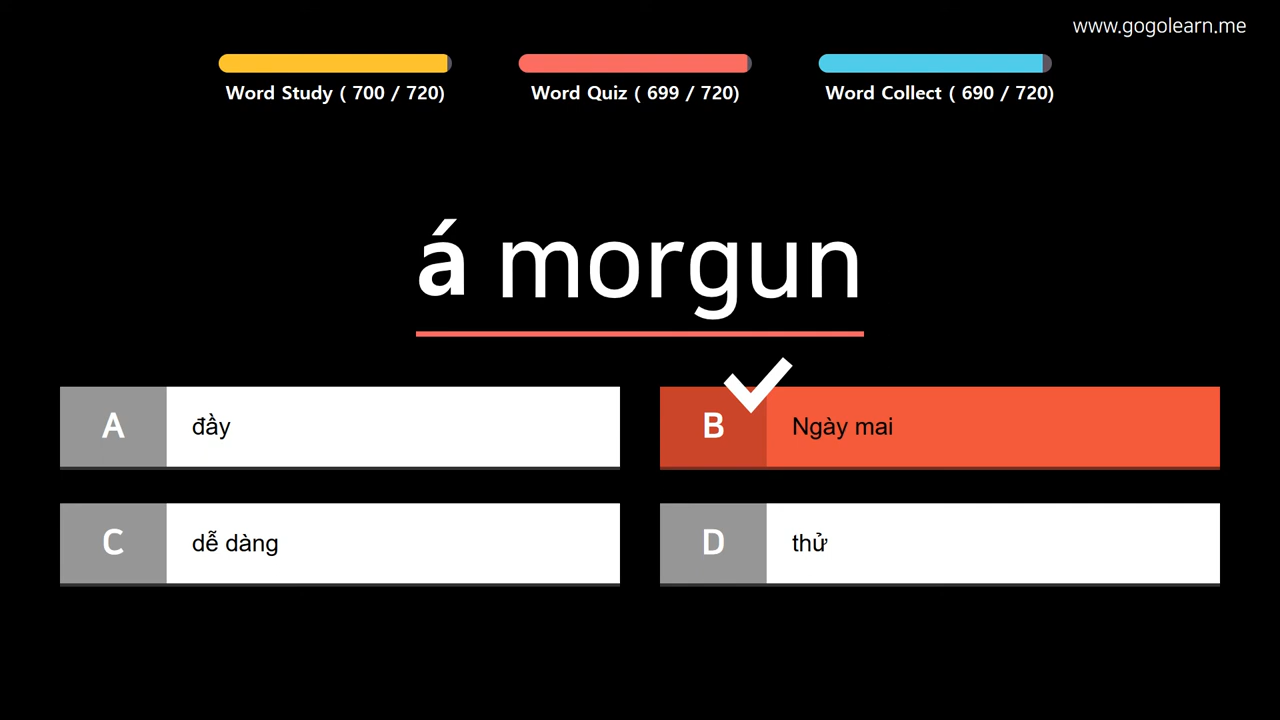 www.gogolearn.me
Word Study ( 700 / 720)
Word Quiz ( 699 / 720)
Word Collect ( 690 / 720)
á morgun
A đầy
B Ngày mai
C dễ dàng
D thử